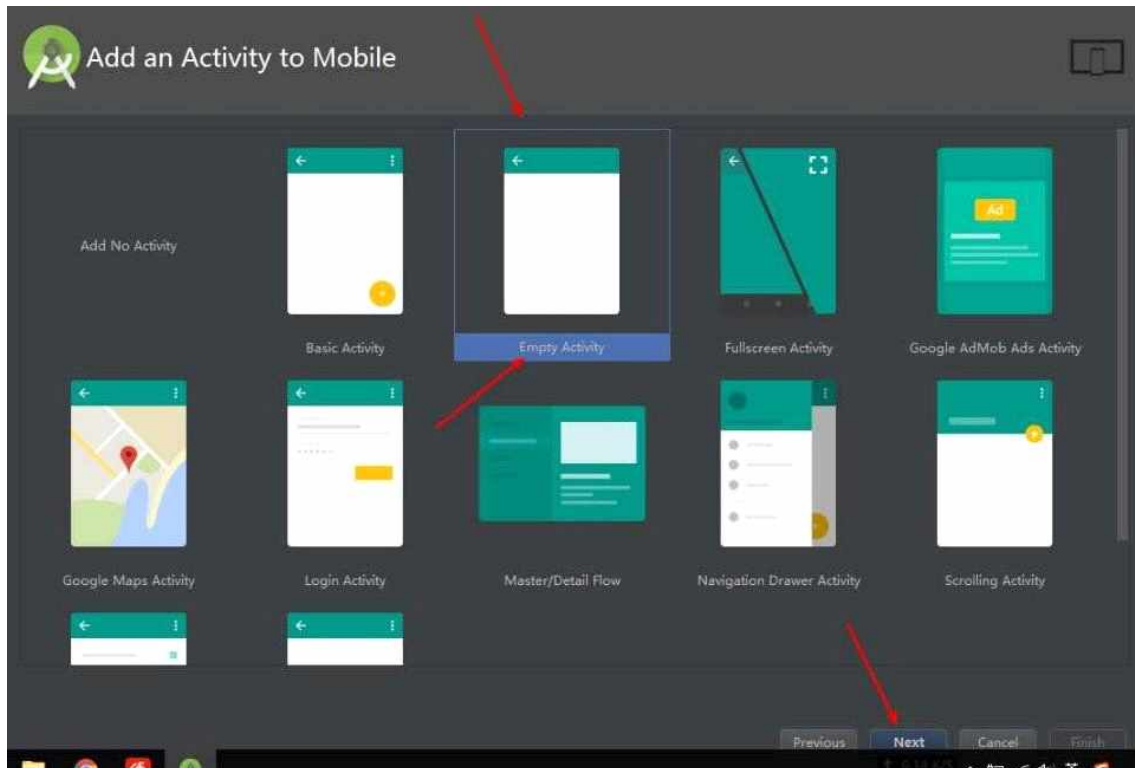 Add an Activity to Mobile
Add No Activity
Basic Activity
Empty Activity
Fullscreen Activity
Ad
Google AdMob Ads Activity
Google Maps Activity
Login Activity
Master/Detail Flow
Navigation Drawer Activity
Scrolling Activity
Previous
Next
Cancel
Finish
英